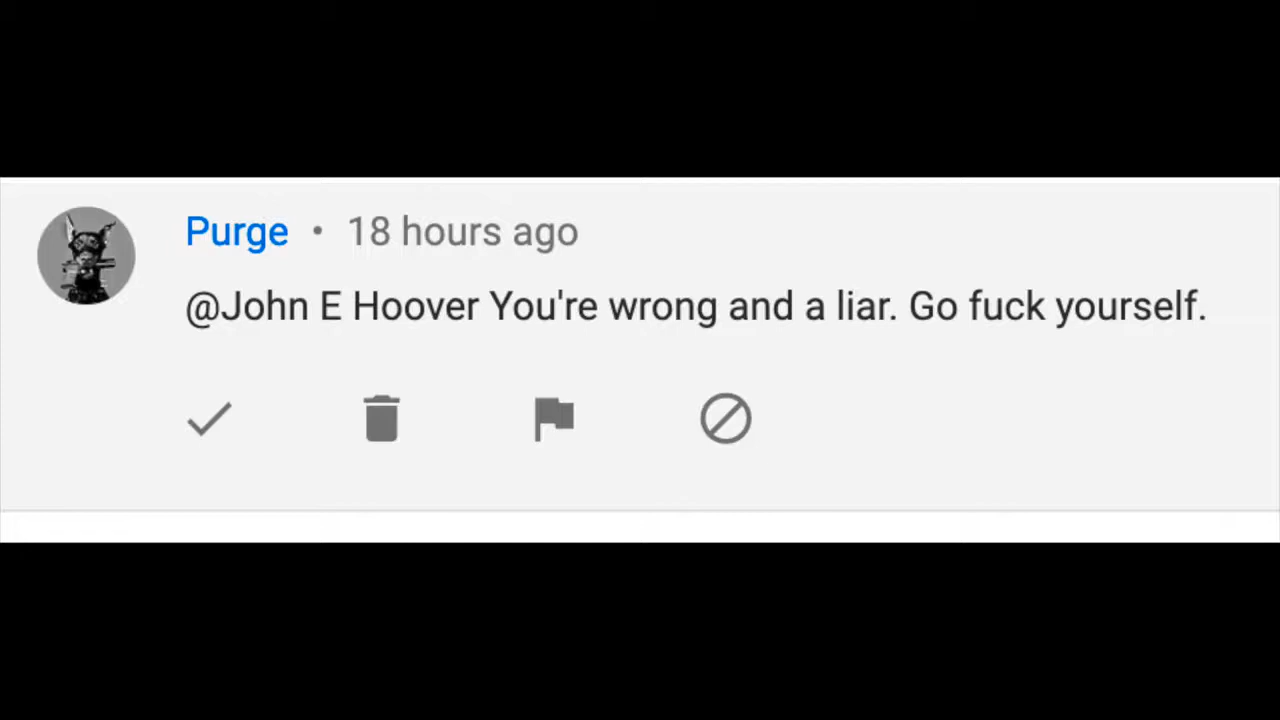 Purge • 18 hours ago
@John E Hoover You're wrong and a liar. Go fuck yourself.